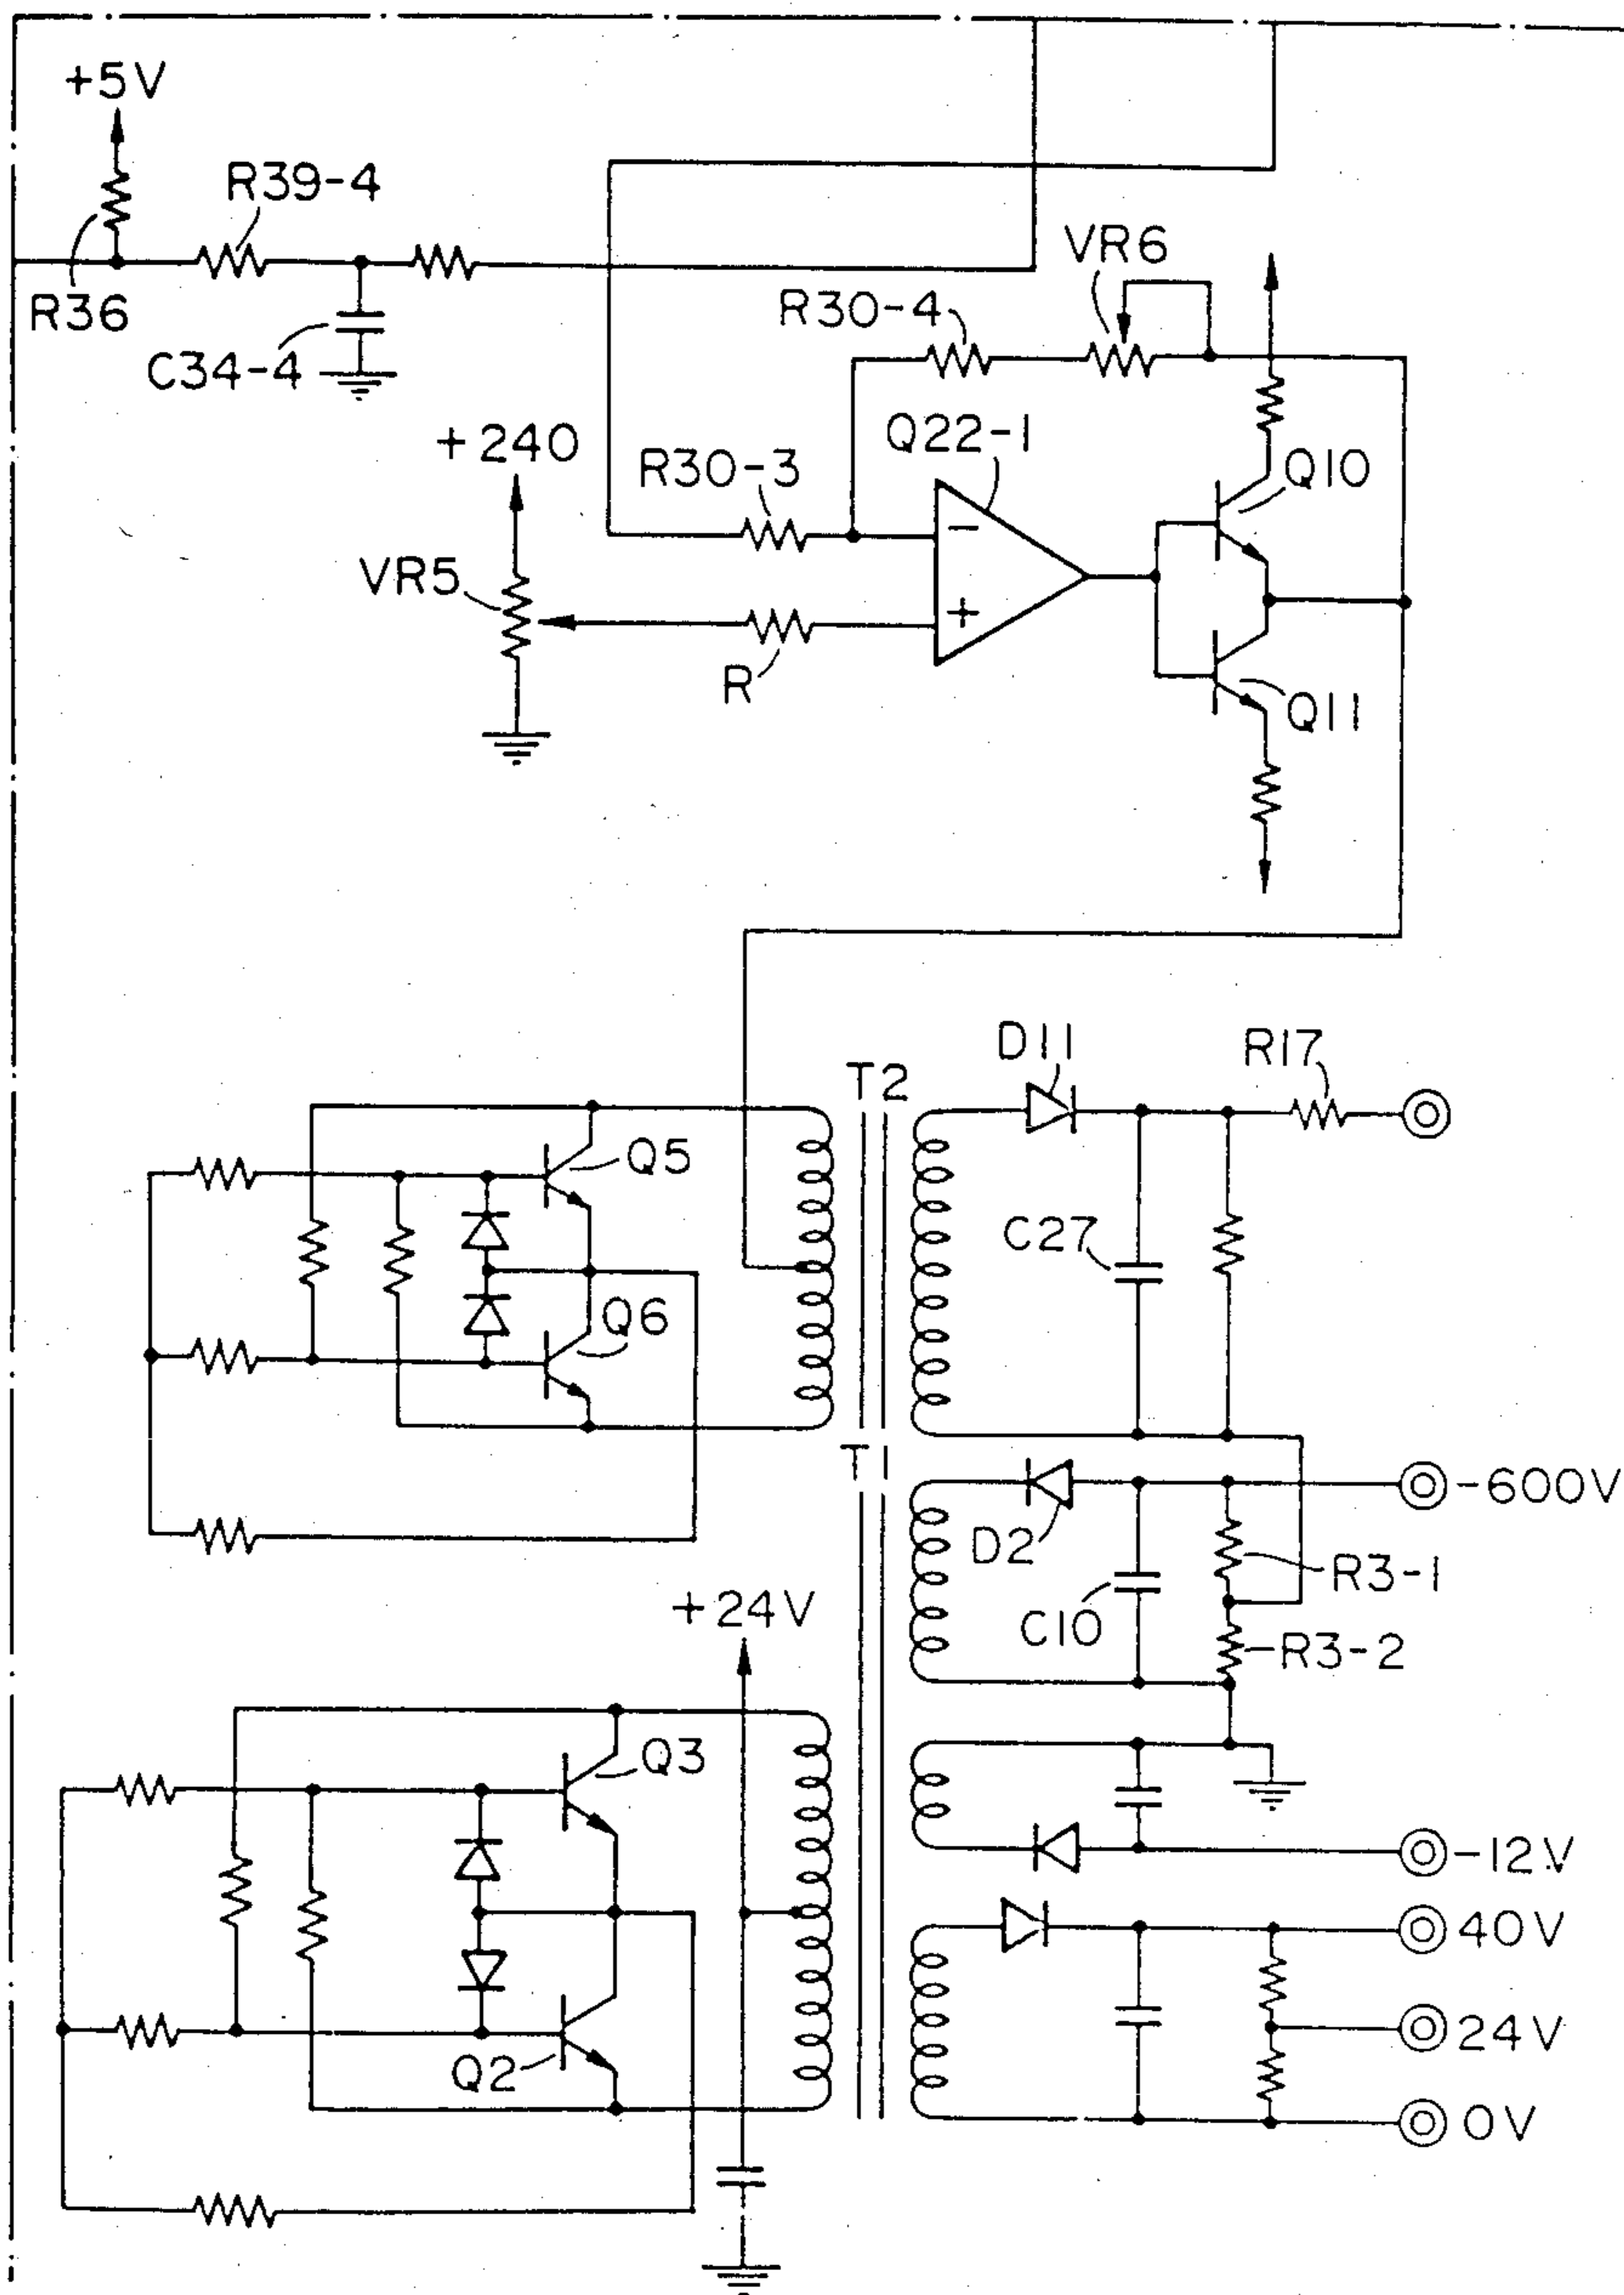 +5V
R39-4
R36
C34-4
VR6
R30-4
+240
Q22-1
R30-3
Q10
VR5
R
Q11
−
+
D11
R17
T2
Q5
C27
Q6
T1
-600V
D2
R3-1
+24V
C10
R3-2
Q3
-12V
40V
24V
Q2
0V